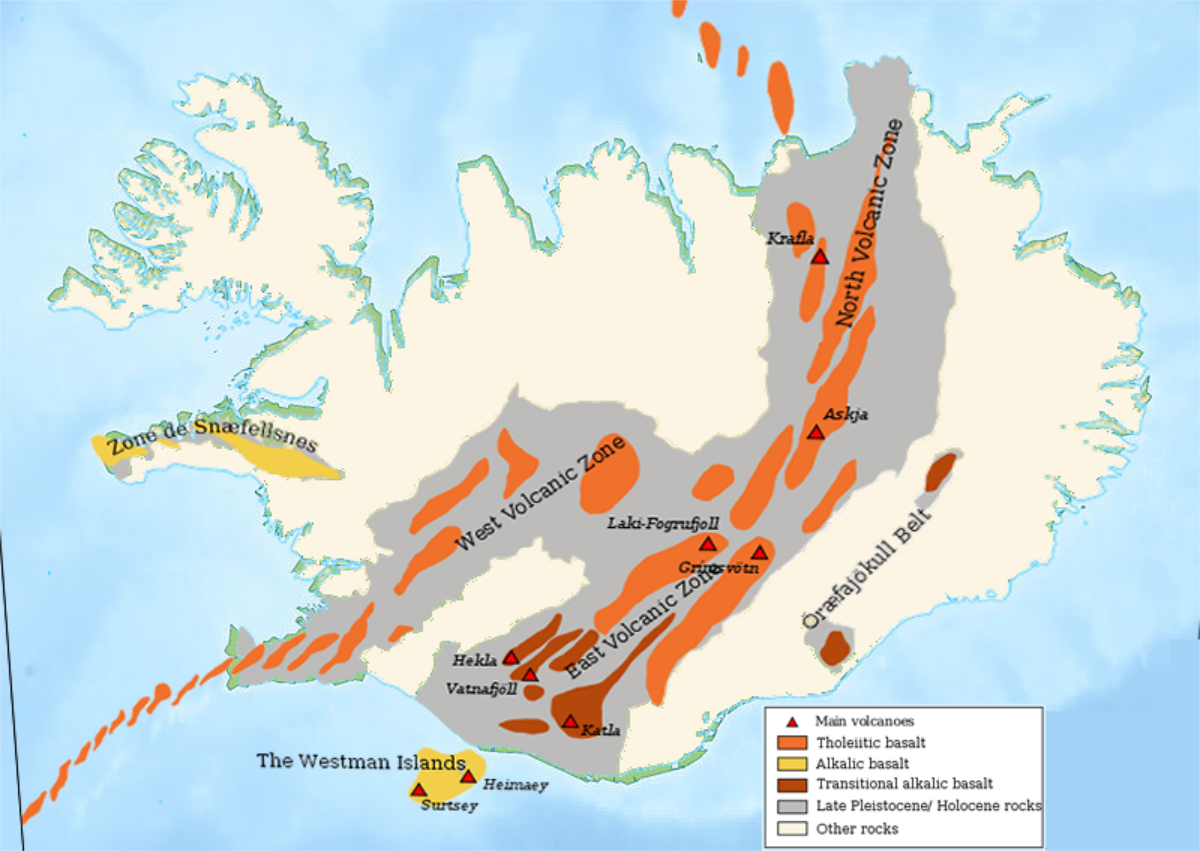 North Volcanic Zone
Krafla
Askja
Zone de Snæfellsnes
West Volcanic Zone
Laki-Fogrufjoll
Grímsvötn
Öræfajökull Belt
East Volcanic Zone
Hekla
Vatnafjöll
Katla
The Westman Islands
Heimaey
Surtsey
Main volcanoes
Tholeiitic basalt
Alkalic basalt
Transitional alkalic basalt
Late Pleistocene/ Holocene rocks
Other rocks